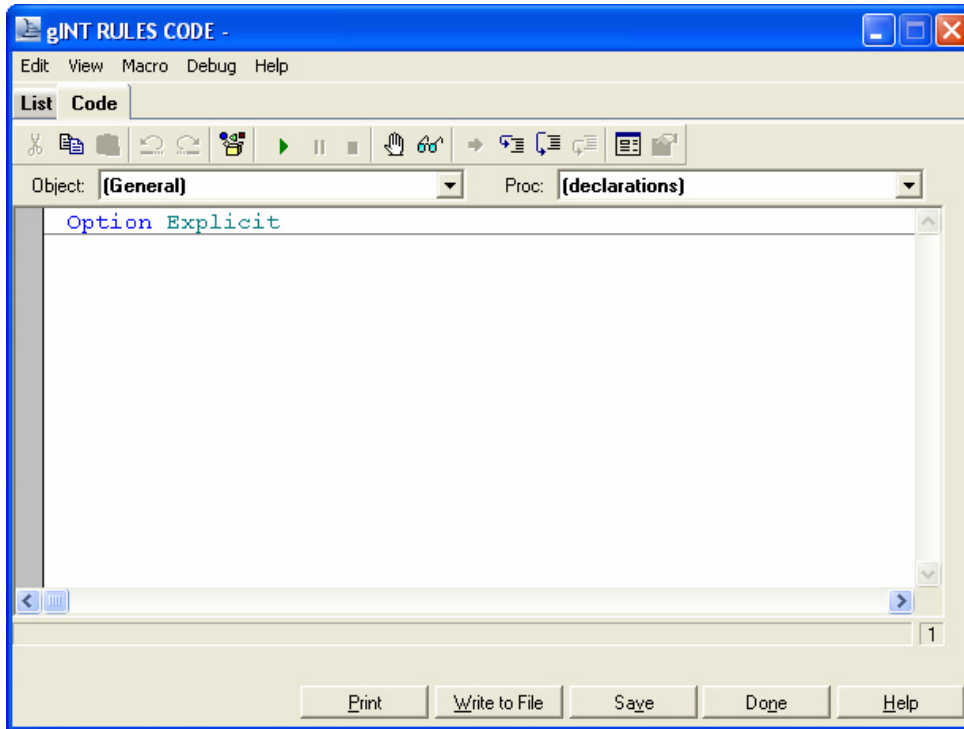 gINT RULES CODE -
Edit View Macro Debug Help
List Code
Object: (General) Proc: (declarations)
Option Explicit
1
Print Write to File Save Done Help